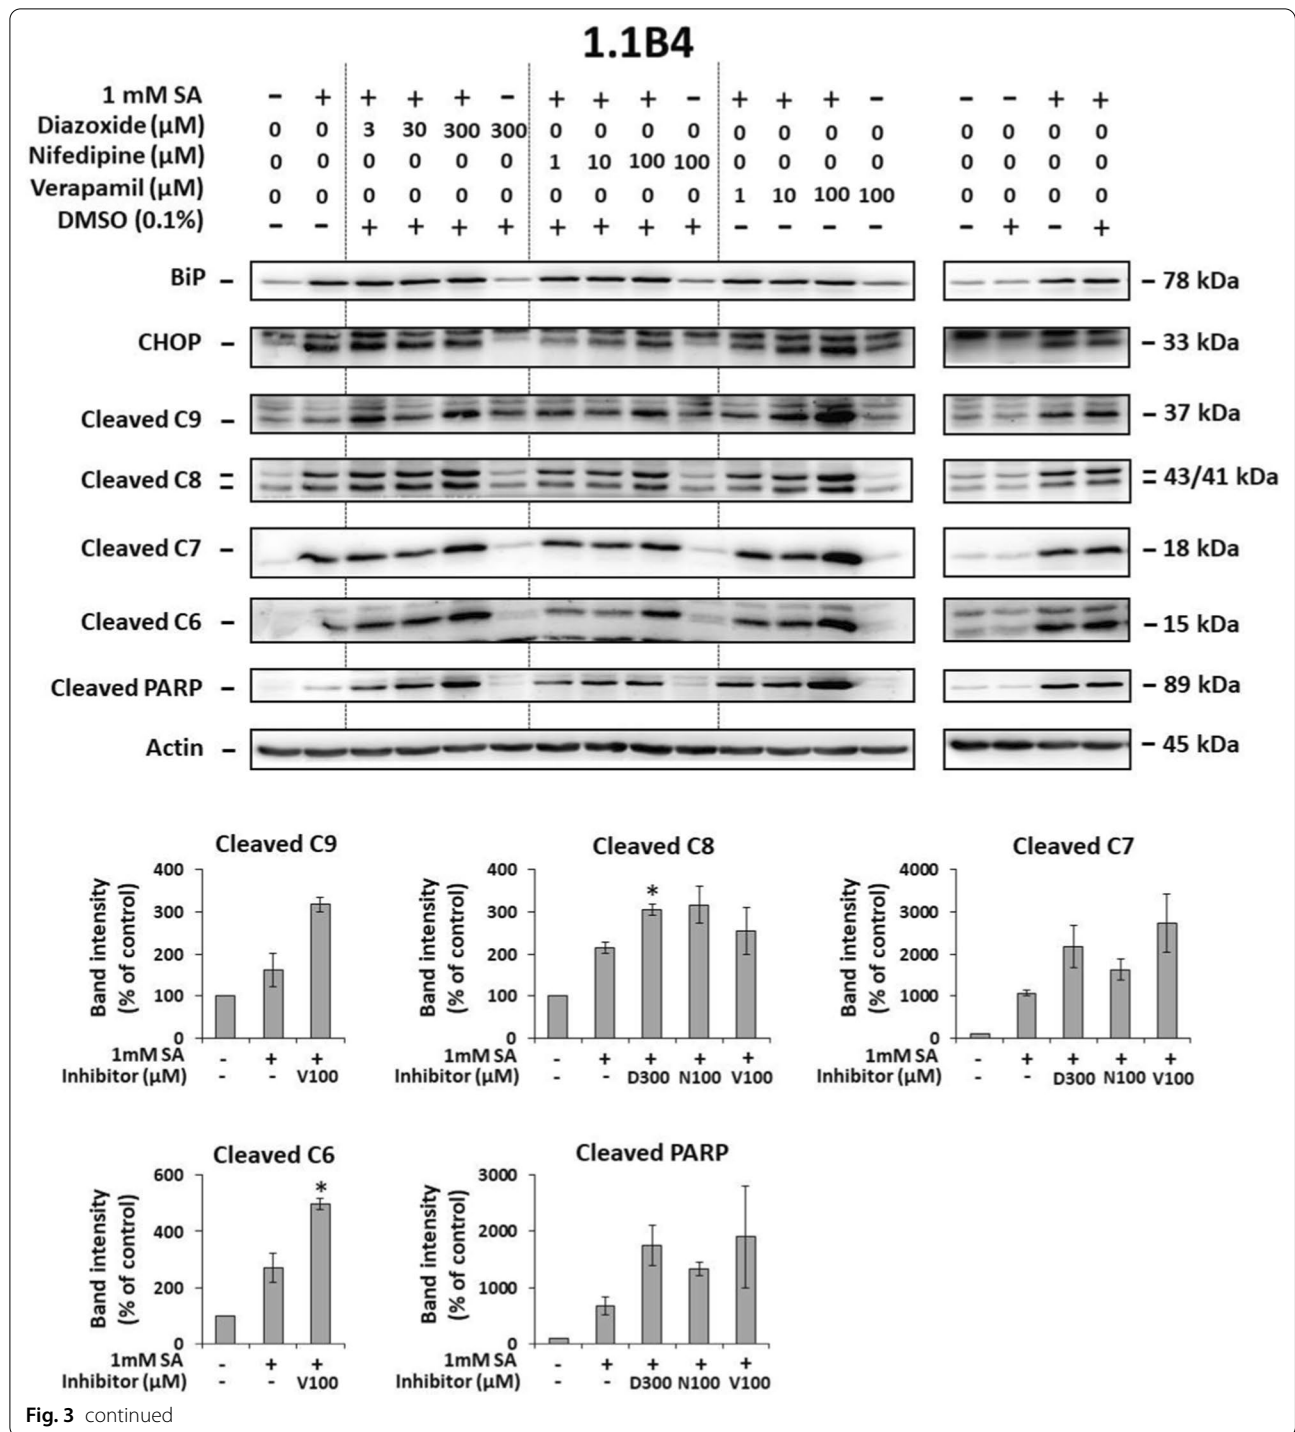 1.1B4
1 mM SA – + + + + – + + + – + + + – – – + +
Diazoxide (µM) 0 0 3 30 300 300 0 0 0 0 0 0 0 0 0 0 0 0
Nifedipine (µM) 0 0 0 0 0 0 1 10 100 100 0 0 0 0 0 0 0 0
Verapamil (µM) 0 0 0 0 0 0 0 0 0 0 1 10 100 100 0 0 0 0
DMSO (0.1%) – – + + + + + + + + – – – – – + – +
BiP – – 78 kDa
CHOP – – 33 kDa
Cleaved C9 – – 37 kDa
Cleaved C8 = = 43/41 kDa
Cleaved C7 – – 18 kDa
Cleaved C6 – – 15 kDa
Cleaved PARP – – 89 kDa
Actin – – 45 kDa
Cleaved C9
Band intensity
(% of control)
400
300
200
100
0
1mM SA - + +
Inhibitor (µM) - - V100
Cleaved C8
Band intensity
(% of control)
400
300
200
100
0
*
1mM SA - + + + +
Inhibitor (µM) - - D300 N100 V100
Cleaved C7
Band intensity
(% of control)
4000
3000
2000
1000
0
1mM SA - + + + +
Inhibitor (µM) - - D300 N100 V100
Cleaved C6
Band intensity
(% of control)
600
400
200
0
*
1mM SA - + +
Inhibitor (µM) - - V100
Cleaved PARP
Band intensity
(% of control)
3000
2000
1000
0
1mM SA - + + + +
Inhibitor (µM) - - D300 N100 V100
Fig. 3 continued